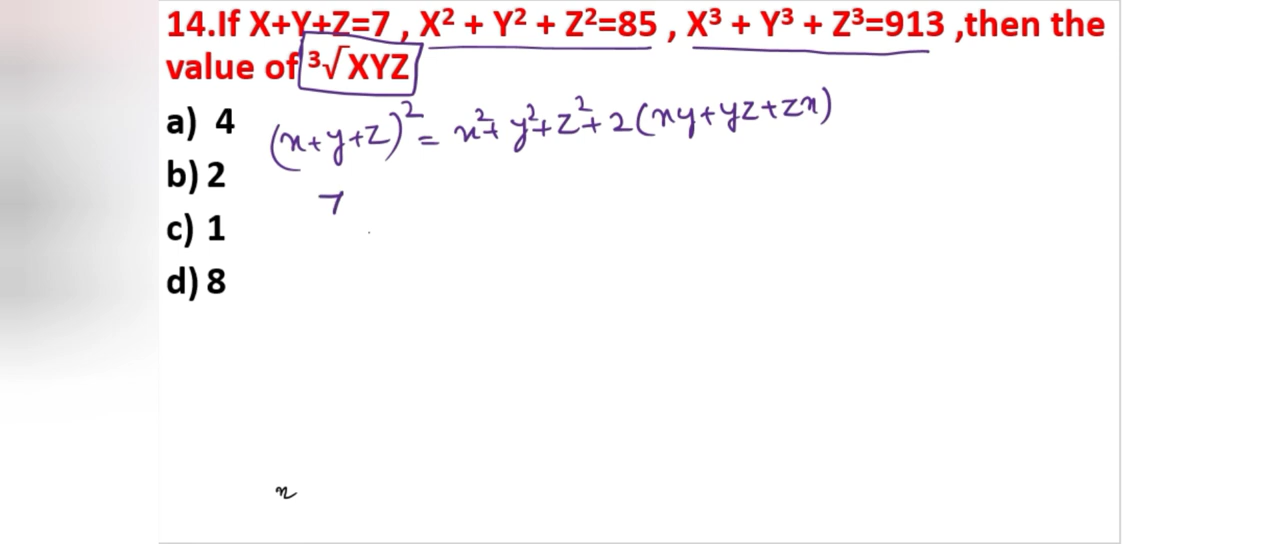 14.If X+Y+Z=7 , X² + Y² + Z²=85 , X³ + Y³ + Z³=913 ,then the
value of ³√XYZ
a) 4
(x+y+z)² = x²+ y²+ z²+ 2(xy+yz+zx)
b) 2
7
c) 1
d) 8
x